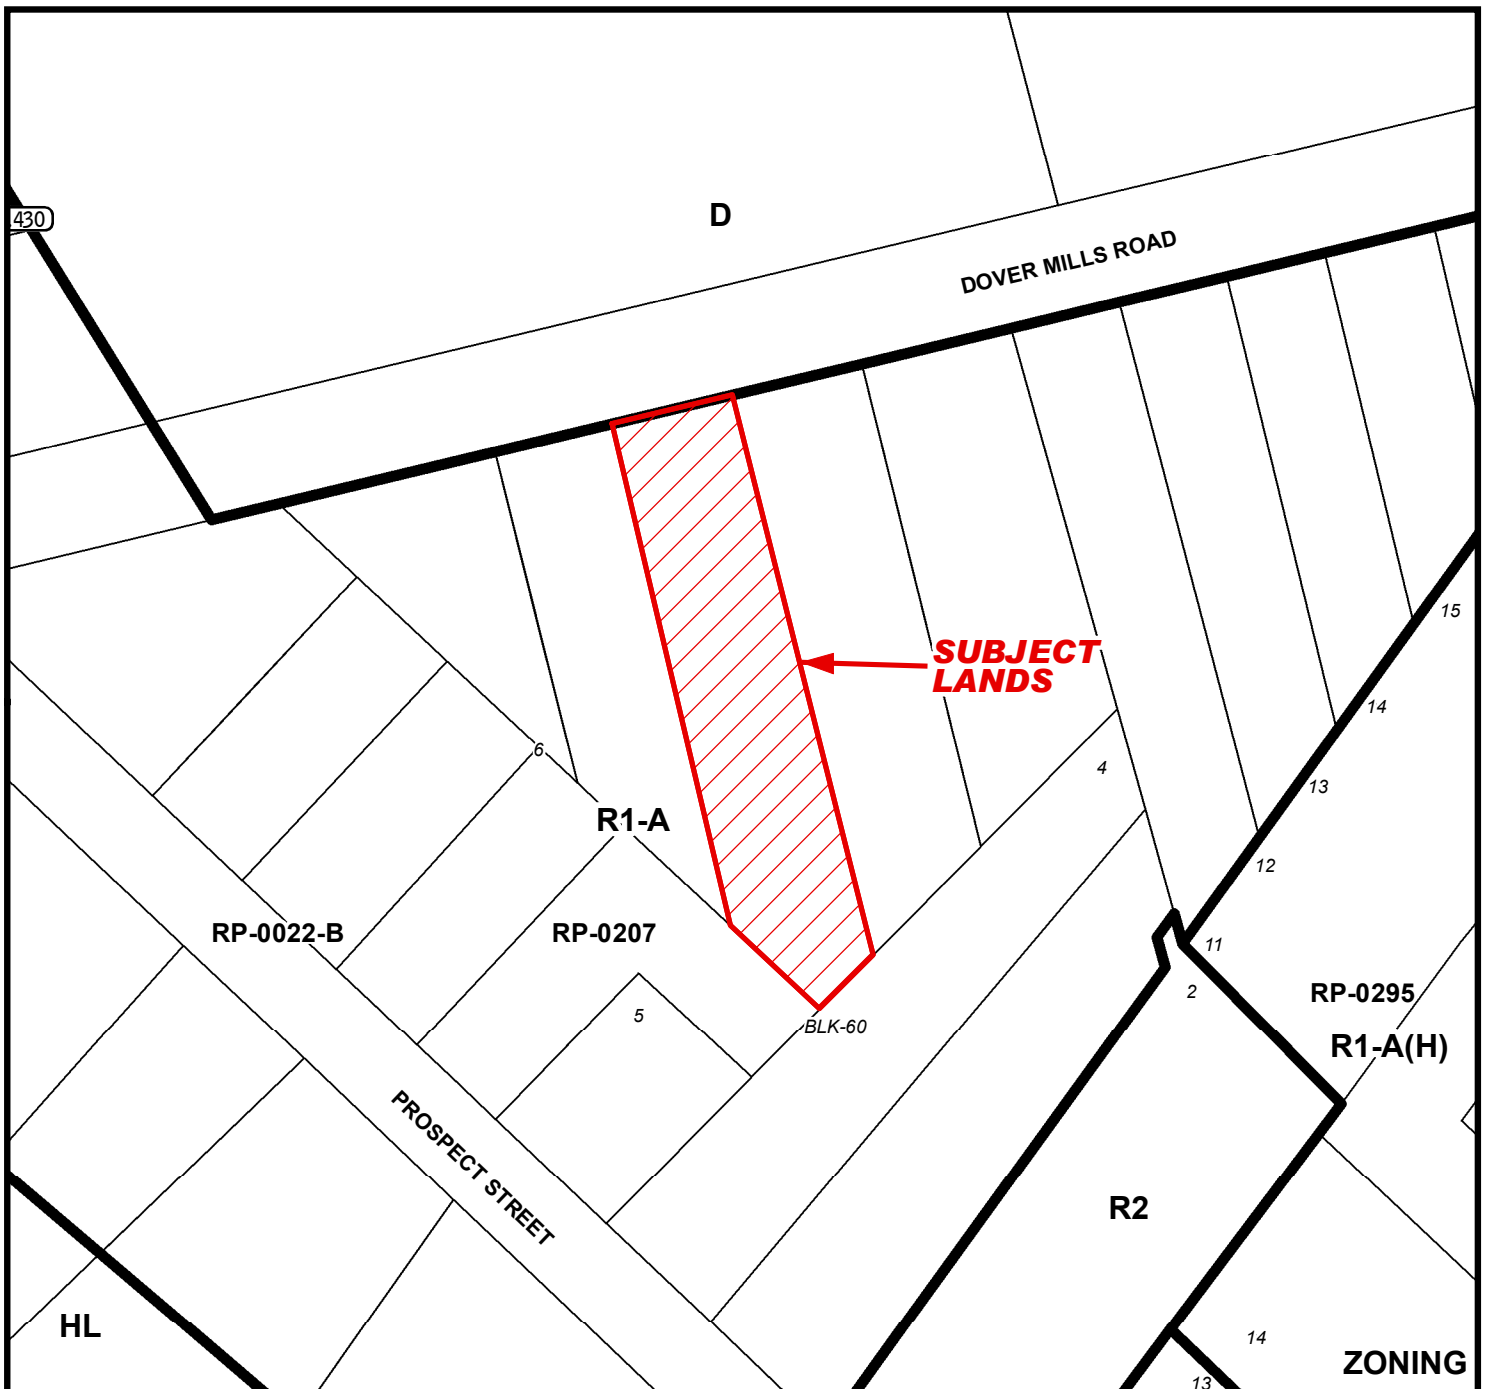 430
D
DOVER MILLS ROAD
SUBJECT
LANDS
15
14
6
4
13
R1-A
12
RP-0022-B
RP-0207
11
2
RP-0295
5
BLK-60
R1-A(H)
PROSPECT STREET
R2
HL
14
ZONING
13